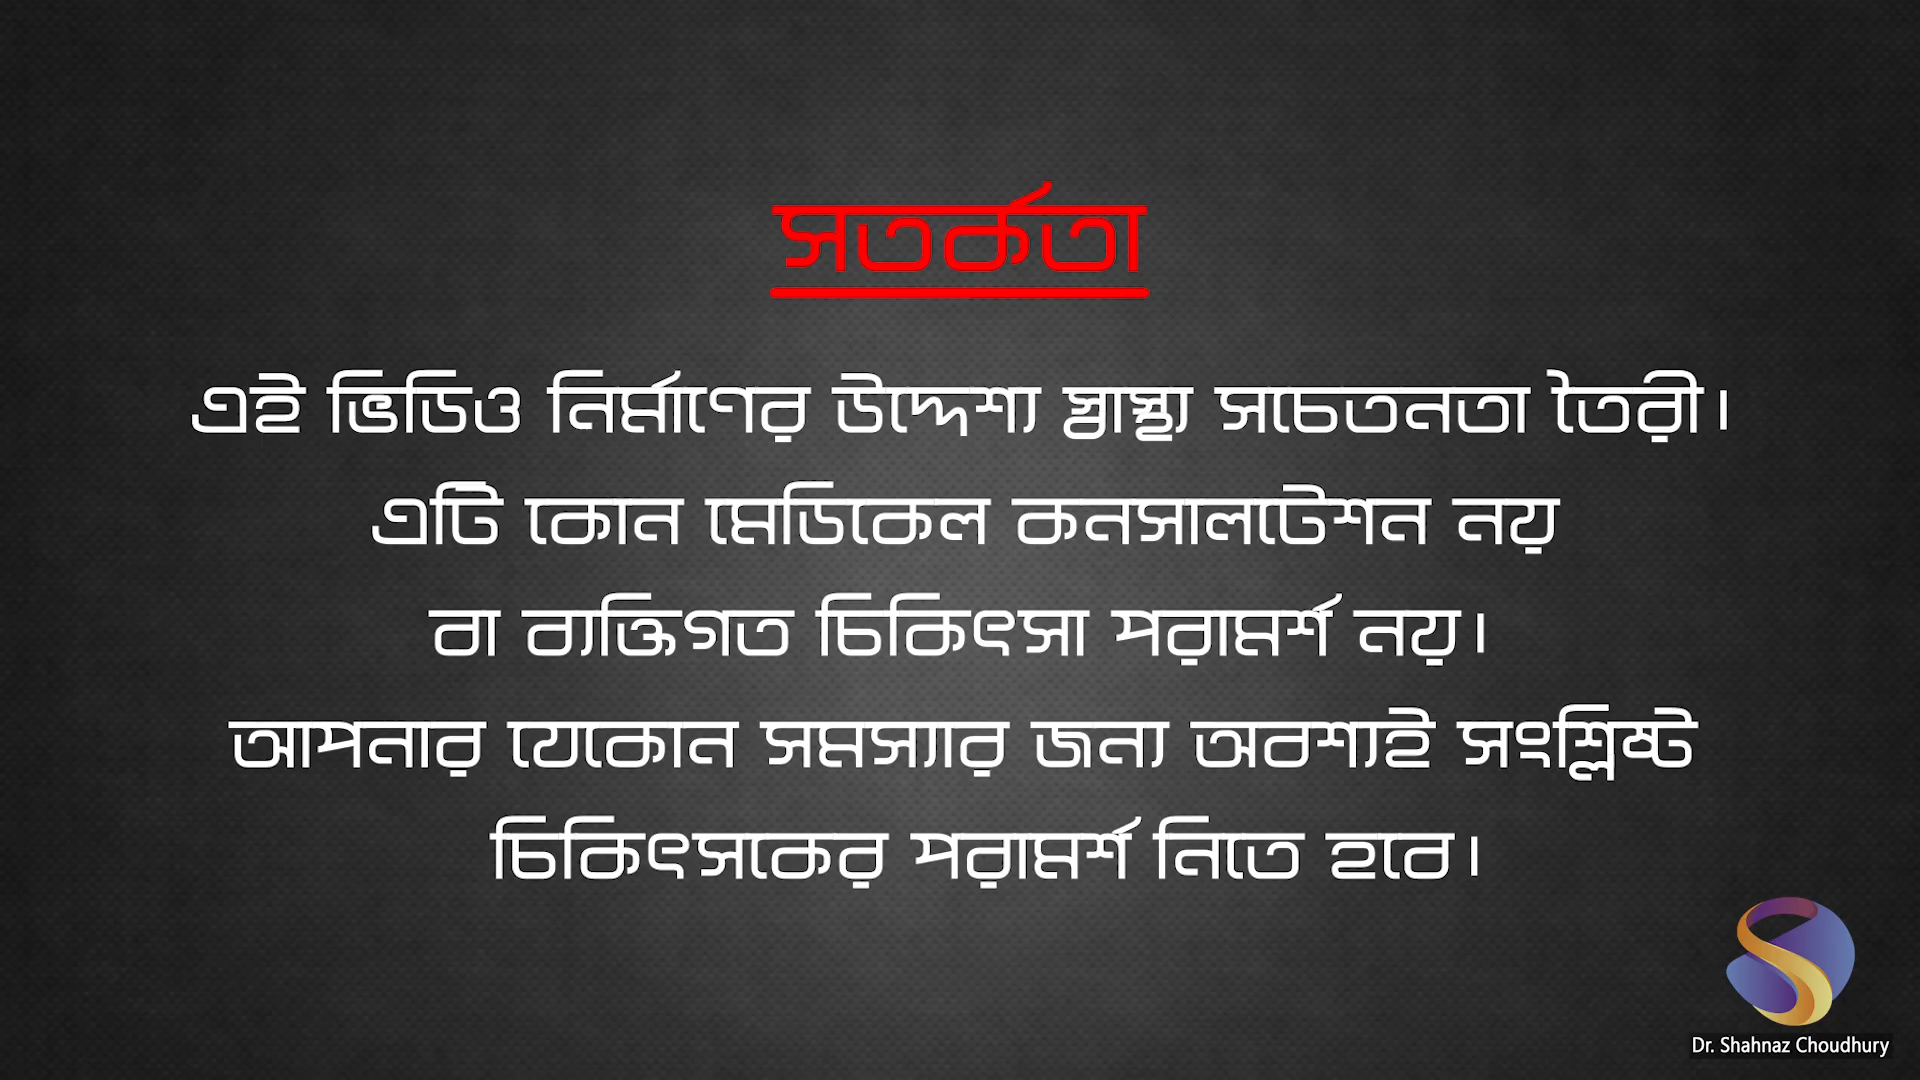 সতর্কতা
এই ভিডিও নির্মাণের উদ্দেশ্য স্বাস্থ্য সচেতনতা তৈরী।
এটি কোন মেডিকেল কনসালটেশন নয়
বা ব্যক্তিগত চিকিৎসা পরামর্শ নয়।
আপনার যেকোন সমস্যার জন্য অবশ্যই সংশ্লিষ্ট
চিকিৎসকের পরামর্শ নিতে হবে।
Dr. Shahnaz Choudhury